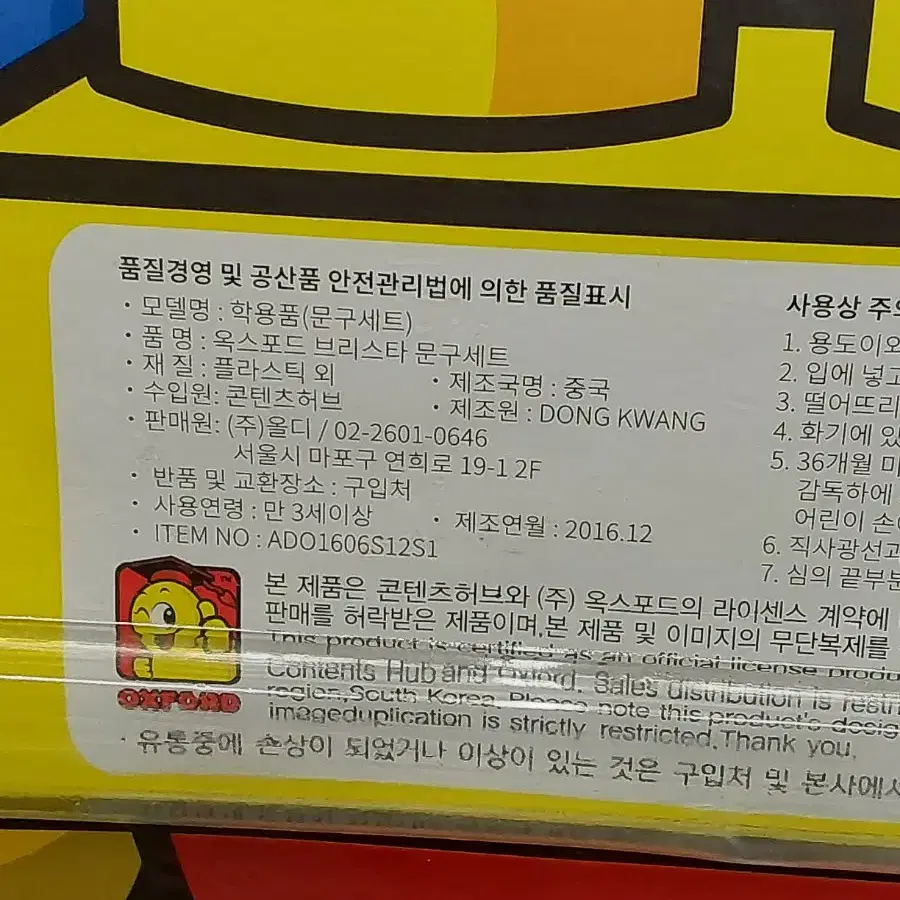 품질경영 및 공산품 안전관리법에 의한 품질표시
· 모델명 : 학용품(문구세트)
· 품 명 : 옥스포드 브리스타 문구세트
· 재 질 : 플라스틱 외 · 제조국명 : 중국
· 수입원: 콘텐츠허브 · 제조원 : DONG KWANG
· 판매원: (주)올디 / 02-2601-0646
서울시 마포구 연희로 19-1 2F
· 반품 및 교환장소 : 구입처
· 사용연령 : 만 3세이상 · 제조연월 : 2016.12
· ITEM NO : ADO1606S12S1
사용상 주의
1. 용도이외
2. 입에 넣고
3. 떨어뜨리
4. 화기에 있
5. 36개월 미
감독하에
어린이 손
6. 직사광선
7. 심의 끝부분
TM
OXFORD
본 제품은 콘텐츠허브와 (주) 옥스포드의 라이센스 계약에
판매를 허락받은 제품이며,본 제품 및 이미지의 무단복제를
This product is certified as an official license produ
Contents Hub and Oxford. Sales distribution is restr
region,South Korea. Please note this product's desig
imageduplication is strictly restricted.Thank you.
· 유통중에 손상이 되었거나 이상이 있는 것은 구입처 및 본사에서